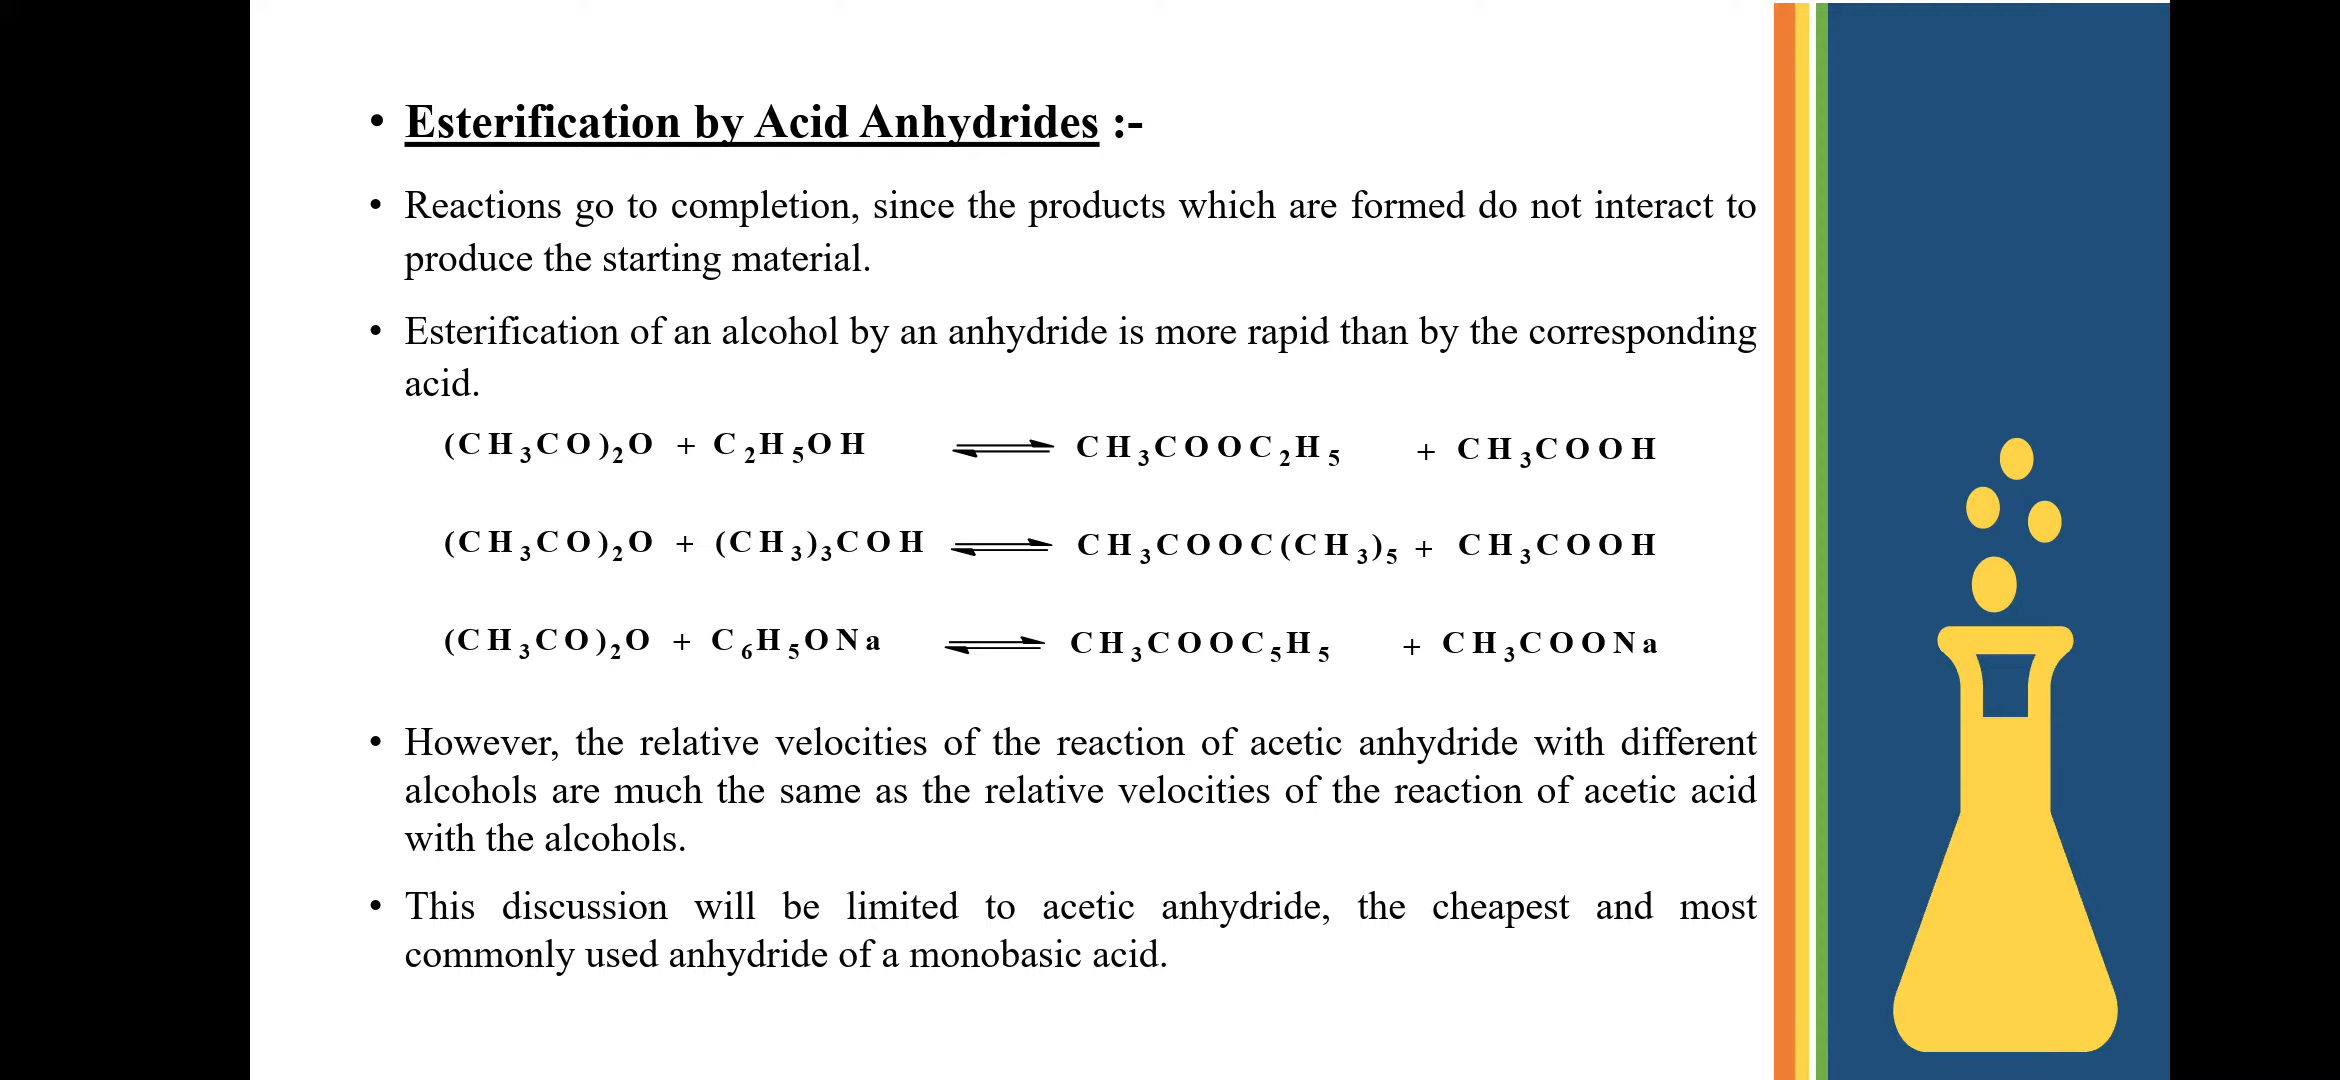 • Esterification by Acid Anhydrides :-
• Reactions go to completion, since the products which are formed do not interact to
produce the starting material.
• Esterification of an alcohol by an anhydride is more rapid than by the corresponding
acid.
(CH₃CO)₂O + C₂H₅OH ⇌ CH₃COOC₂H₅ + CH₃COOH
(CH₃CO)₂O + (CH₃)₃COH ⇌ CH₃COOC(CH₃)₅ + CH₃COOH
(CH₃CO)₂O + C₆H₅ONa ⇌ CH₃COOC₅H₅ + CH₃COONa
• However, the relative velocities of the reaction of acetic anhydride with different
alcohols are much the same as the relative velocities of the reaction of acetic acid
with the alcohols.
• This discussion will be limited to acetic anhydride, the cheapest and most
commonly used anhydride of a monobasic acid.